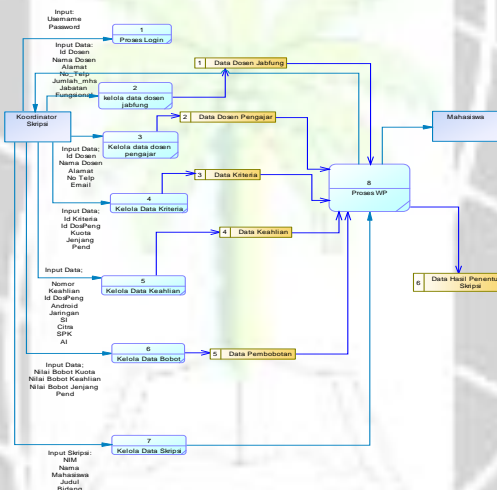 Input:
Username
Password
1
Proses Login
Input Data:
Id Dosen
Nama Dosen
Alamat
No_Telp
Jumlah_mhs
Jabatan
Fungsional
1 Data Dosen Jabfung
2
kelola data dosen
jabfung
Koordinator
Skripsi
2 Data Dosen Pengajar
Mahasiswa
3
Kelola data dosen
pengajar
Input Data;
Id Dosen
Nama Dosen
Alamat
No Telp
Email
3 Data Kriteria
8
Proses WP
4
Kelola Data Kriteria
Input Data;
Id Kriteria
Id DosPeng
Kuota
Jenjang
Pend
4 Data Keahlian
Input Data;
Nomor
Keahlian
Id DosPeng
Android
Jaringan
SI
Citra
SPK
AI
5
Kelola Data Keahlian
6 Data Hasil Penentu
Skripsi
6
Kelola Data Bobot
5 Data Pembobotan
Input Data;
Nilai Bobot Kuota
Nilai Bobot Keahlian
Nilai Bobot Jenjang
Pend
7
Kelola Data Skripsi
Input Skripsi:
NIM
Nama
Mahasiswa
Judul
Bidang